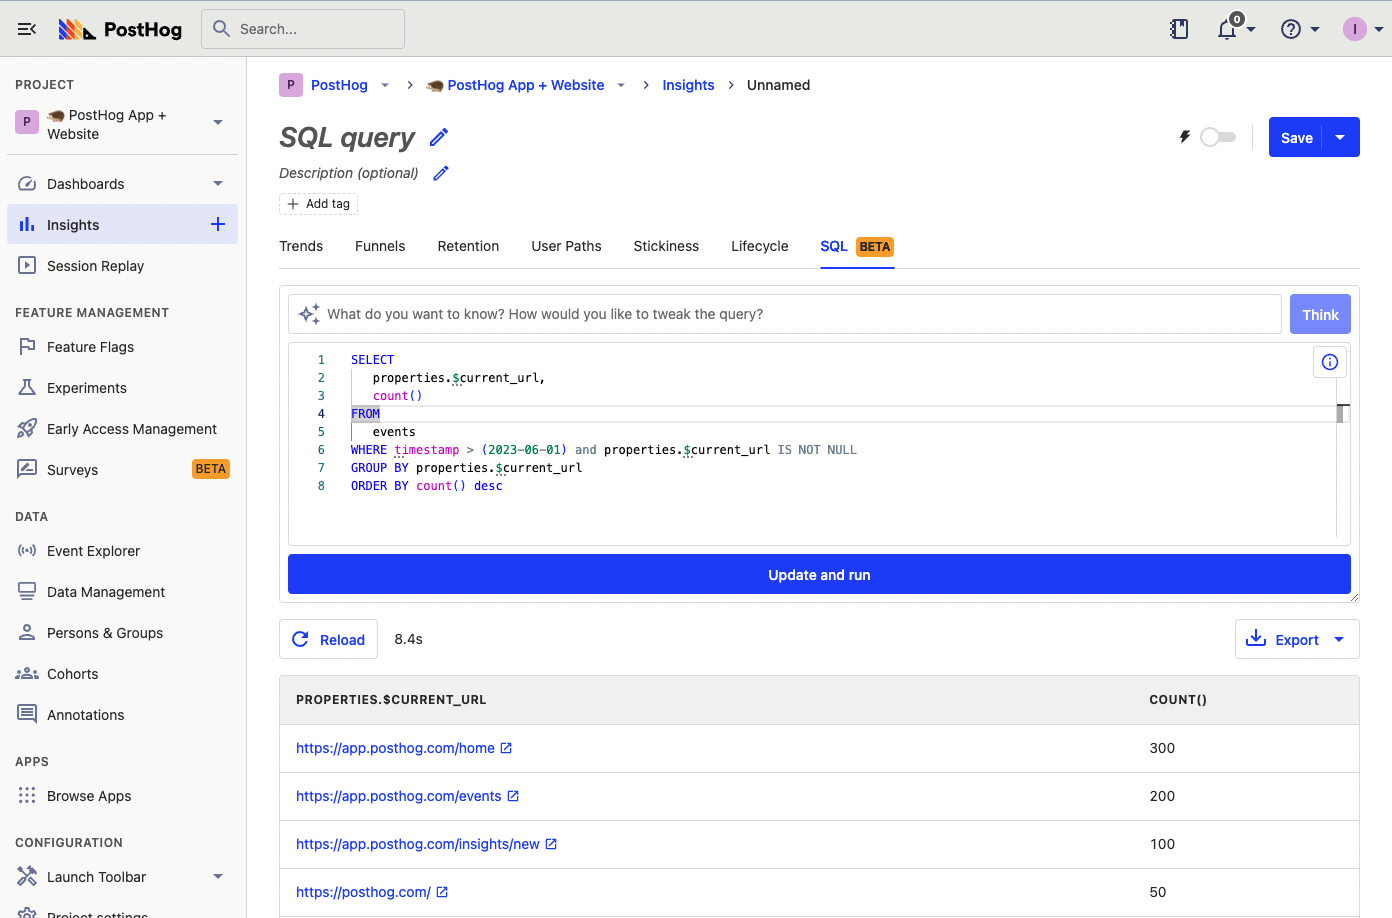 PostHog
Search...
0
I
PROJECT
P
PostHog App +
Website
Dashboards
Insights
Session Replay
FEATURE MANAGEMENT
Feature Flags
Experiments
Early Access Management
Surveys BETA
DATA
Event Explorer
Data Management
Persons & Groups
Cohorts
Annotations
APPS
Browse Apps
CONFIGURATION
Launch Toolbar
Project settings
P PostHog > PostHog App + Website > Insights > Unnamed
SQL query
Save
Description (optional)
+ Add tag
Trends Funnels Retention User Paths Stickiness Lifecycle SQL BETA
What do you want to know? How would you like to tweak the query?
Think
1 SELECT
2 properties.$current_url,
3 count()
4 FROM
5 events
6 WHERE timestamp > (2023-06-01) and properties.$current_url IS NOT NULL
7 GROUP BY properties.$current_url
8 ORDER BY count() desc
Update and run
Reload 8.4s Export
PROPERTIES.$CURRENT_URL COUNT()
https://app.posthog.com/home 300
https://app.posthog.com/events 200
https://app.posthog.com/insights/new 100
https://posthog.com/ 50